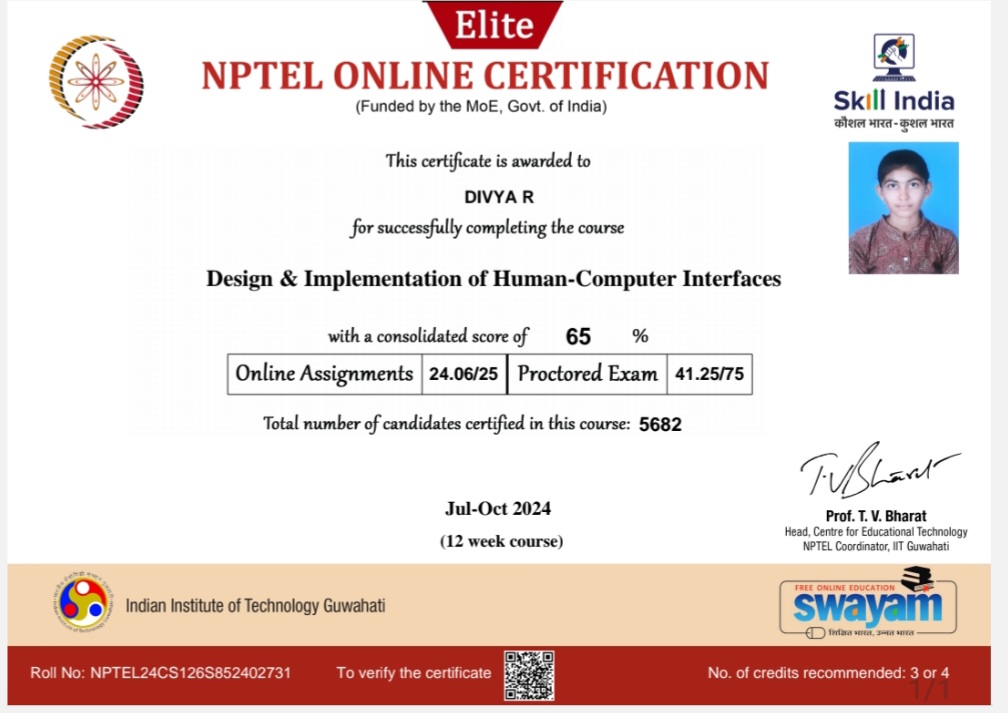 Elite
NPTEL ONLINE CERTIFICATION
(Funded by the MoE, Govt. of India)
Skill India
कौशल भारत - कुशल भारत
This certificate is awarded to
DIVYA R
for successfully completing the course
Design & Implementation of Human-Computer Interfaces
with a consolidated score of 65 %
Online Assignments 24.06/25 Proctored Exam 41.25/75
Total number of candidates certified in this course: 5682
T.V Bharat
Jul-Oct 2024
(12 week course)
Prof. T. V. Bharat
Head, Centre for Educational Technology
NPTEL Coordinator, IIT Guwahati
Indian Institute of Technology Guwahati
FREE ONLINE EDUCATION
swayam
शिक्षित भारत, उन्नत भारत
Roll No: NPTEL24CS126S852402731
To verify the certificate
No. of credits recommended: 3 or 4
1/1